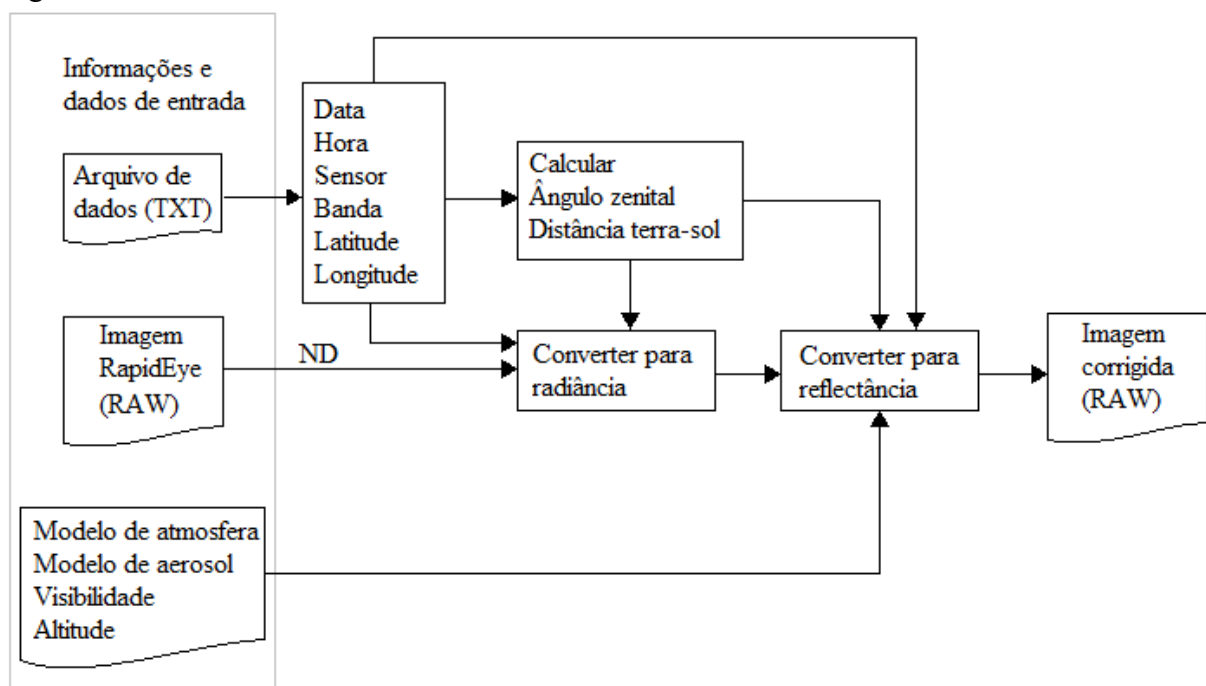 Informações e
dados de entrada
Arquivo de
dados (TXT)
Data
Hora
Sensor
Banda
Latitude
Longitude
Calcular
Ângulo zenital
Distância terra-sol
Imagem
RapidEye
(RAW)
ND
Converter para
radiância
Converter para
reflectância
Imagem
corrigida
(RAW)
Modelo de atmosfera
Modelo de aerosol
Visibilidade
Altitude